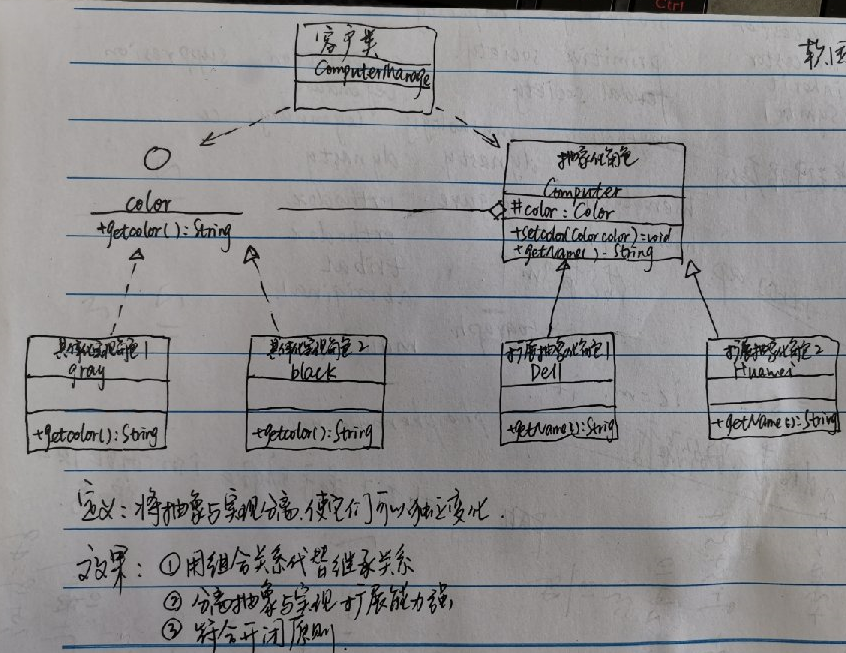 Ctrl
软工
客户类
ComputerManage
color
+getcolor(): String
抽象化角色
Computer
#color: Color
+setcolor(Color color): void
+getName(): String
具体化实现角色1
gray
+getcolor(): String
具体化实现角色2
black
+getcolor(): String
扩展抽象化角色1
Dell
+getName(): String
扩展抽象化角色2
Huawei
+getName(): String
定义: 将抽象与实现分离,使它们可以独立变化.
效果: ①用组合关系代替继承关系
②分离抽象与实现 扩展能力强
③符合开闭原则.